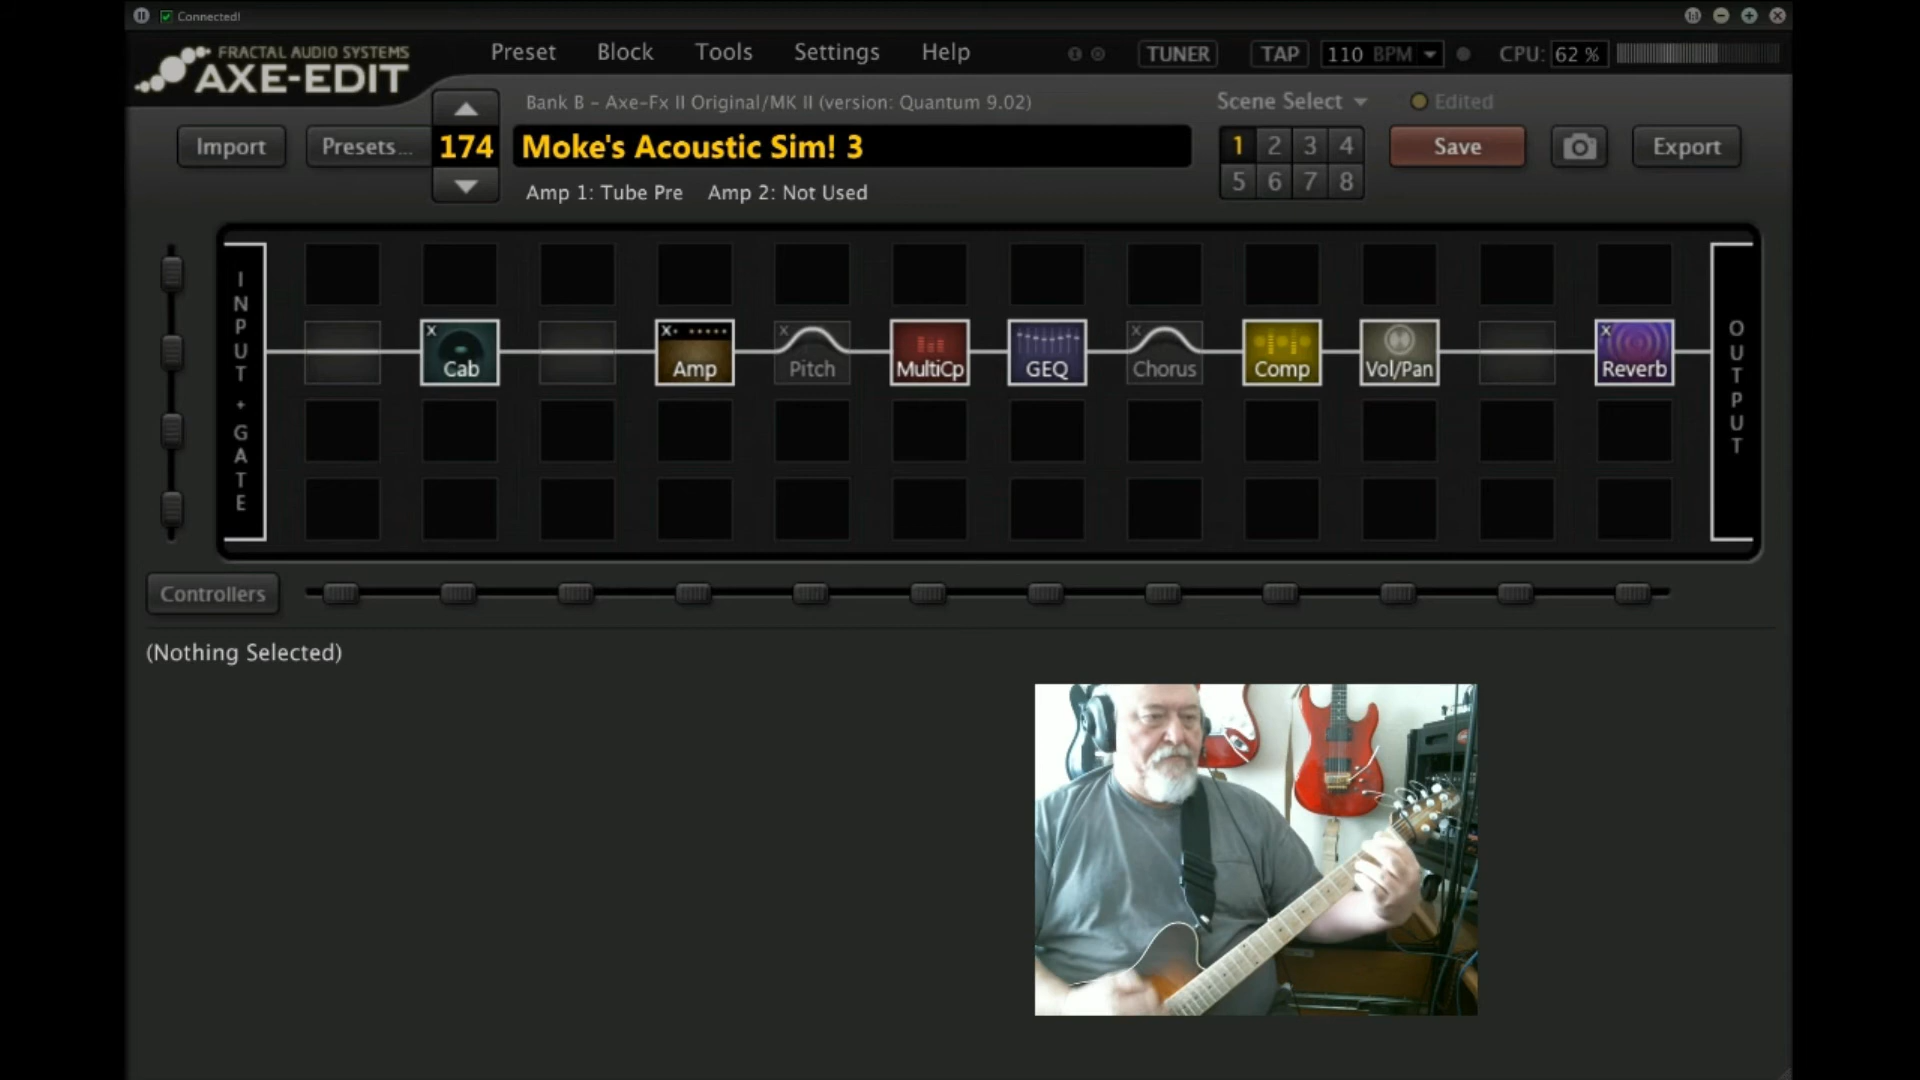 Connected!
FRACTAL AUDIO SYSTEMS
AXE-EDIT
Preset Block Tools Settings Help
TUNER TAP 110 BPM CPU: 62 %
Bank B - Axe-Fx II Original/MK II (version: Quantum 9.02)
Scene Select Edited
Import Presets... 174 Moke's Acoustic Sim! 3
1 2 3 4
Save Export
5 6 7 8
Amp 1: Tube Pre Amp 2: Not Used
INPUT + GATE
X Cab
X Amp
X Pitch
MultiCp
GEQ
X Chorus
Comp
Vol/Pan
X Reverb
OUTPUT
Controllers
(Nothing Selected)